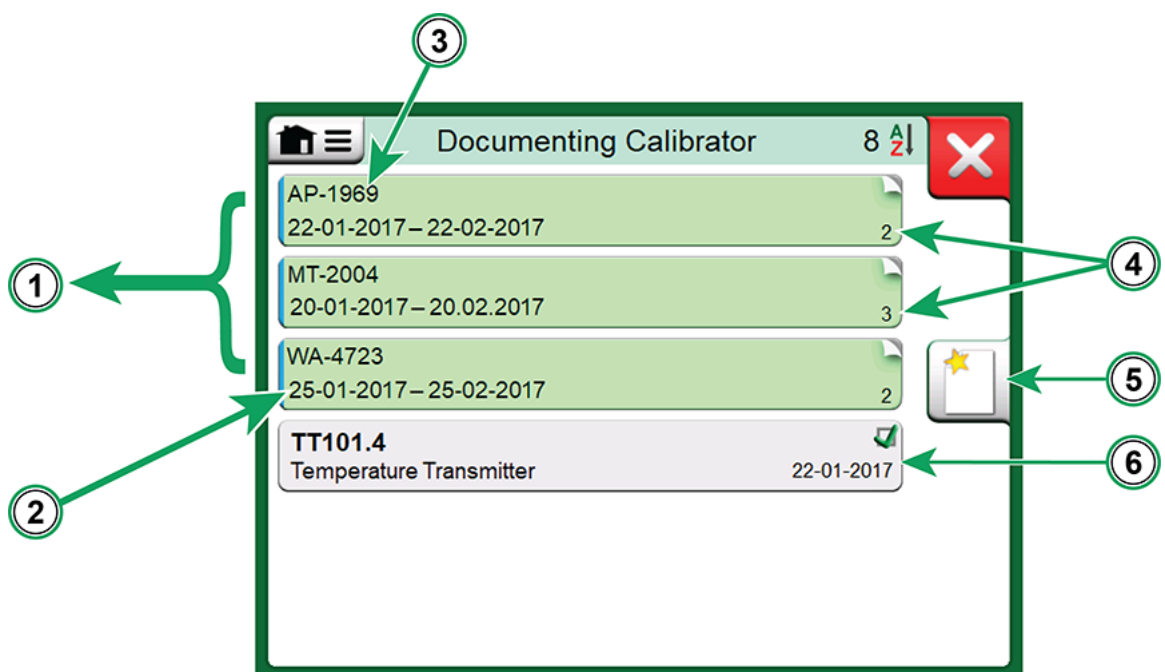 3
Documenting Calibrator 8 AZ
AP-1969
22-01-2017 – 22-02-2017 2
4
1
MT-2004
20-01-2017 – 20.02.2017 3
WA-4723
25-01-2017 – 25-02-2017 2
5
TT101.4
Temperature Transmitter 22-01-2017
6
2